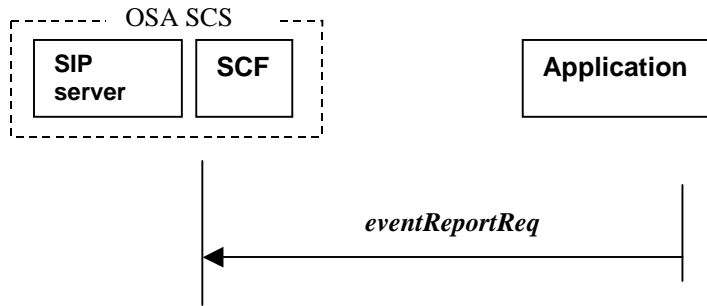 OSA SCS
SIP
server
SCF
Application
eventReportReq